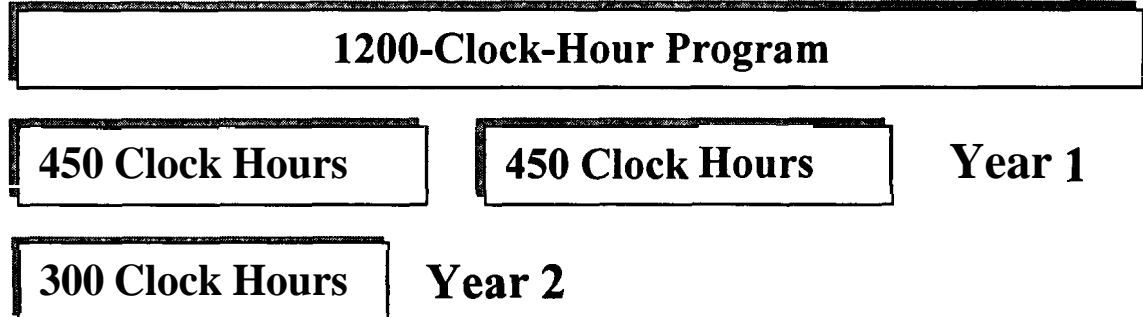 1200-Clock-Hour Program
450 Clock Hours 450 Clock Hours Year 1
300 Clock Hours Year 2